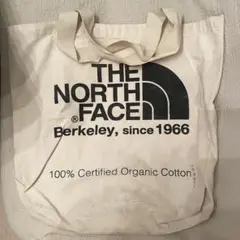 THE
NORTH
FACE
®
Berkeley, since 1966
100% Certified Organic Cotton